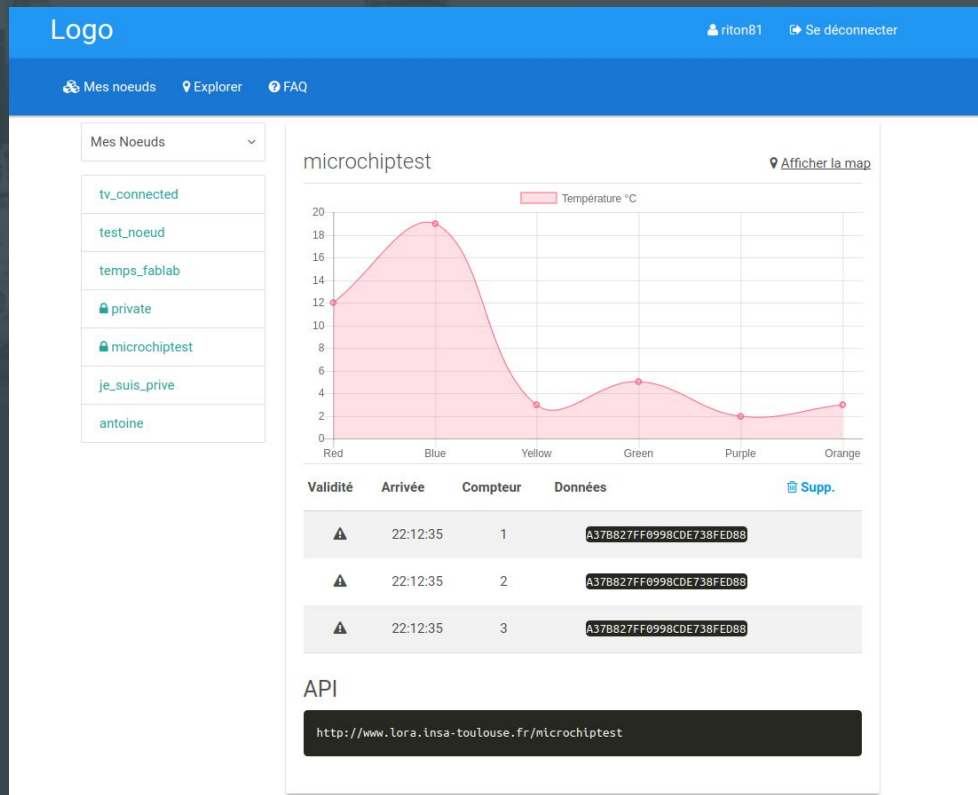 Logo
riton81 Se déconnecter
Mes noeuds Explorer FAQ
Mes Noeuds
tv_connected
test_noeud
temps_fablab
private
microchiptest
je_suis_prive
antoine
microchiptest Afficher la map
Température °C
20
18
16
14
12
10
8
6
4
2
0
Red Blue Yellow Green Purple Orange
Validité Arrivée Compteur Données Supp.
22:12:35 1 A37B827FF0998CDE738FED88
22:12:35 2 A37B827FF0998CDE738FED88
22:12:35 3 A37B827FF0998CDE738FED88
API
http://www.lora.insa-toulouse.fr/microchiptest